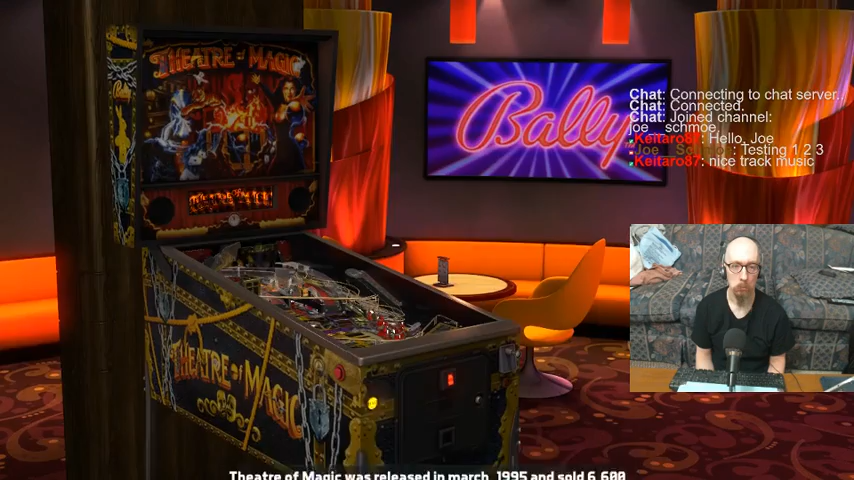 THEATRE OF MAGIC
Bally
Chat: Connecting to chat server..
Chat: Connected.
Chat: Joined channel:
joe__schmoe
Keitaro87: Hello, Joe
: Testing 1 2 3
Keitaro87: nice track music
THEATRE OF MAGIC
Theatre of Magic was released in march, 1995 and sold 6,600